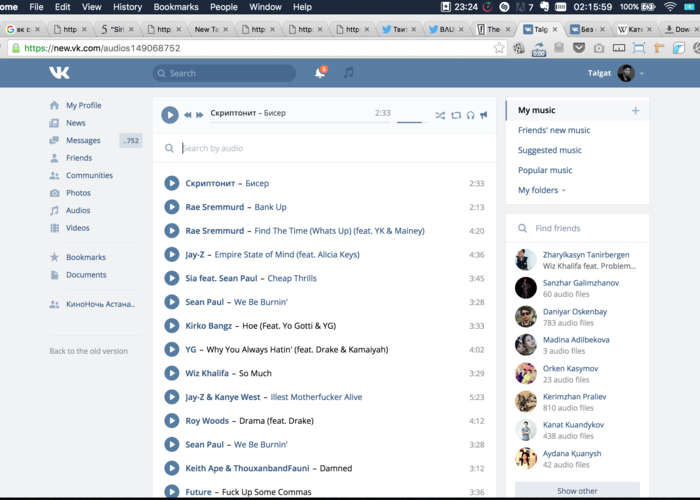 ome File Edit View History Bookmarks People Window Help 23:24 7 100% 02:15:59
вк с http 5 "Siri http New Ta http http http Твит BAU The Talg Без Кат Dow
https://new.vk.com/audios149068752
Search 5 Talgat
My Profile
News
Messages ..752
Friends
Communities
Photos
Audios
Videos
Bookmarks
Documents
КиноНочь Астана..
Back to the old version
Скриптонит – Бисер 2:33
Search by audio
Скриптонит – Бисер 2:33
Rae Sremmurd – Bank Up 2:13
Rae Sremmurd – Find The Time (Whats Up) (feat. YK & Mainey) 4:20
Jay-Z – Empire State of Mind (feat. Alicia Keys) 4:36
Sia feat. Sean Paul – Cheap Thrills 3:45
Sean Paul – We Be Burnin' 3:28
Kirko Bangz – Hoe (Feat. Yo Gotti & YG) 3:33
YG – Why You Always Hatin' (feat. Drake & Kamaiyah) 4:02
Wiz Khalifa – So Much 3:29
Jay-Z & Kanye West – Illest Motherfucker Alive 5:23
Roy Woods – Drama (feat. Drake) 4:12
Sean Paul – We Be Burnin' 3:28
Keith Ape & ThouxanbandFauni – Damned 3:12
Future – Fuck Up Some Commas 3:36
My music
Friends' new music
Suggested music
Popular music
My folders
Find friends
Zharylkasyn Tanirbergen
Wiz Khalifa feat. Problem...
Sanzhar Galimzhanov
60 audio files
Daniyar Oskenbay
783 audio files
Madina Adilbekova
3 audio files
Orken Kasymov
23 audio files
Kerimzhan Praliev
810 audio files
Kanat Kuandykov
438 audio files
Aydana Kuanysh
42 audio files
Show other